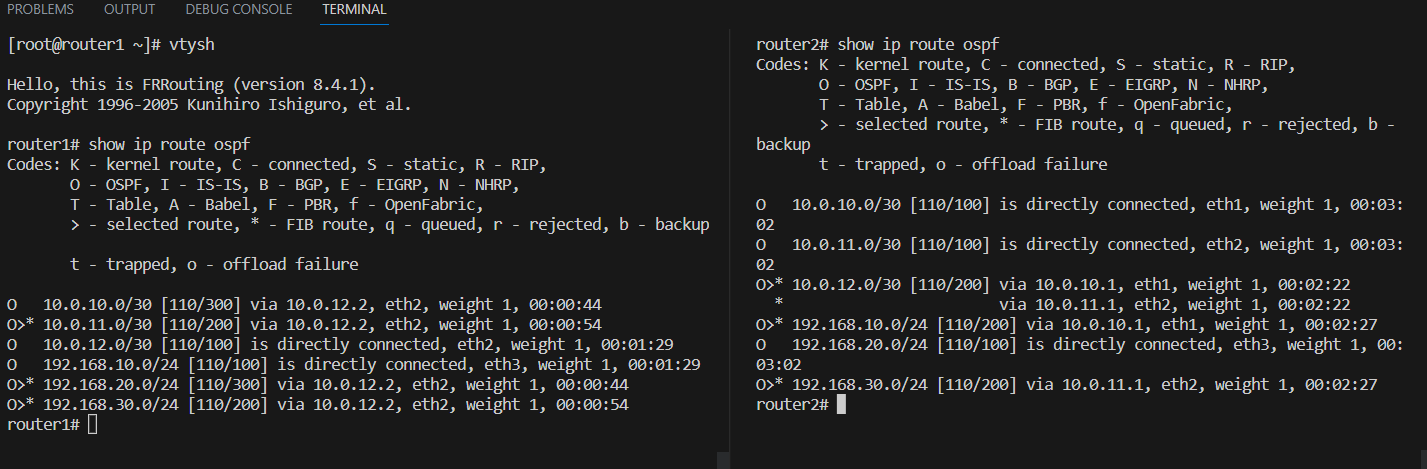 PROBLEMS OUTPUT DEBUG CONSOLE TERMINAL
[root@router1 ~]# vtysh
Hello, this is FRRouting (version 8.4.1).
Copyright 1996-2005 Kunihiro Ishiguro, et al.
router1# show ip route ospf
Codes: K - kernel route, C - connected, S - static, R - RIP,
       O - OSPF, I - IS-IS, B - BGP, E - EIGRP, N - NHRP,
       T - Table, A - Babel, F - PBR, f - OpenFabric,
       > - selected route, * - FIB route, q - queued, r - rejected, b - backup
       t - trapped, o - offload failure
O   10.0.10.0/30 [110/300] via 10.0.12.2, eth2, weight 1, 00:00:44
O>* 10.0.11.0/30 [110/200] via 10.0.12.2, eth2, weight 1, 00:00:54
O   10.0.12.0/30 [110/100] is directly connected, eth2, weight 1, 00:01:29
O   192.168.10.0/24 [110/100] is directly connected, eth3, weight 1, 00:01:29
O>* 192.168.20.0/24 [110/300] via 10.0.12.2, eth2, weight 1, 00:00:44
O>* 192.168.30.0/24 [110/200] via 10.0.12.2, eth2, weight 1, 00:00:54
router1#
router2# show ip route ospf
Codes: K - kernel route, C - connected, S - static, R - RIP,
       O - OSPF, I - IS-IS, B - BGP, E - EIGRP, N - NHRP,
       T - Table, A - Babel, F - PBR, f - OpenFabric,
       > - selected route, * - FIB route, q - queued, r - rejected, b -
backup
       t - trapped, o - offload failure
O   10.0.10.0/30 [110/100] is directly connected, eth1, weight 1, 00:03:
02
O   10.0.11.0/30 [110/100] is directly connected, eth2, weight 1, 00:03:
02
O>* 10.0.12.0/30 [110/200] via 10.0.10.1, eth1, weight 1, 00:02:22
  *                        via 10.0.11.1, eth2, weight 1, 00:02:22
O>* 192.168.10.0/24 [110/200] via 10.0.10.1, eth1, weight 1, 00:02:27
O   192.168.20.0/24 [110/100] is directly connected, eth3, weight 1, 00:
03:02
O>* 192.168.30.0/24 [110/200] via 10.0.11.1, eth2, weight 1, 00:02:27
router2#